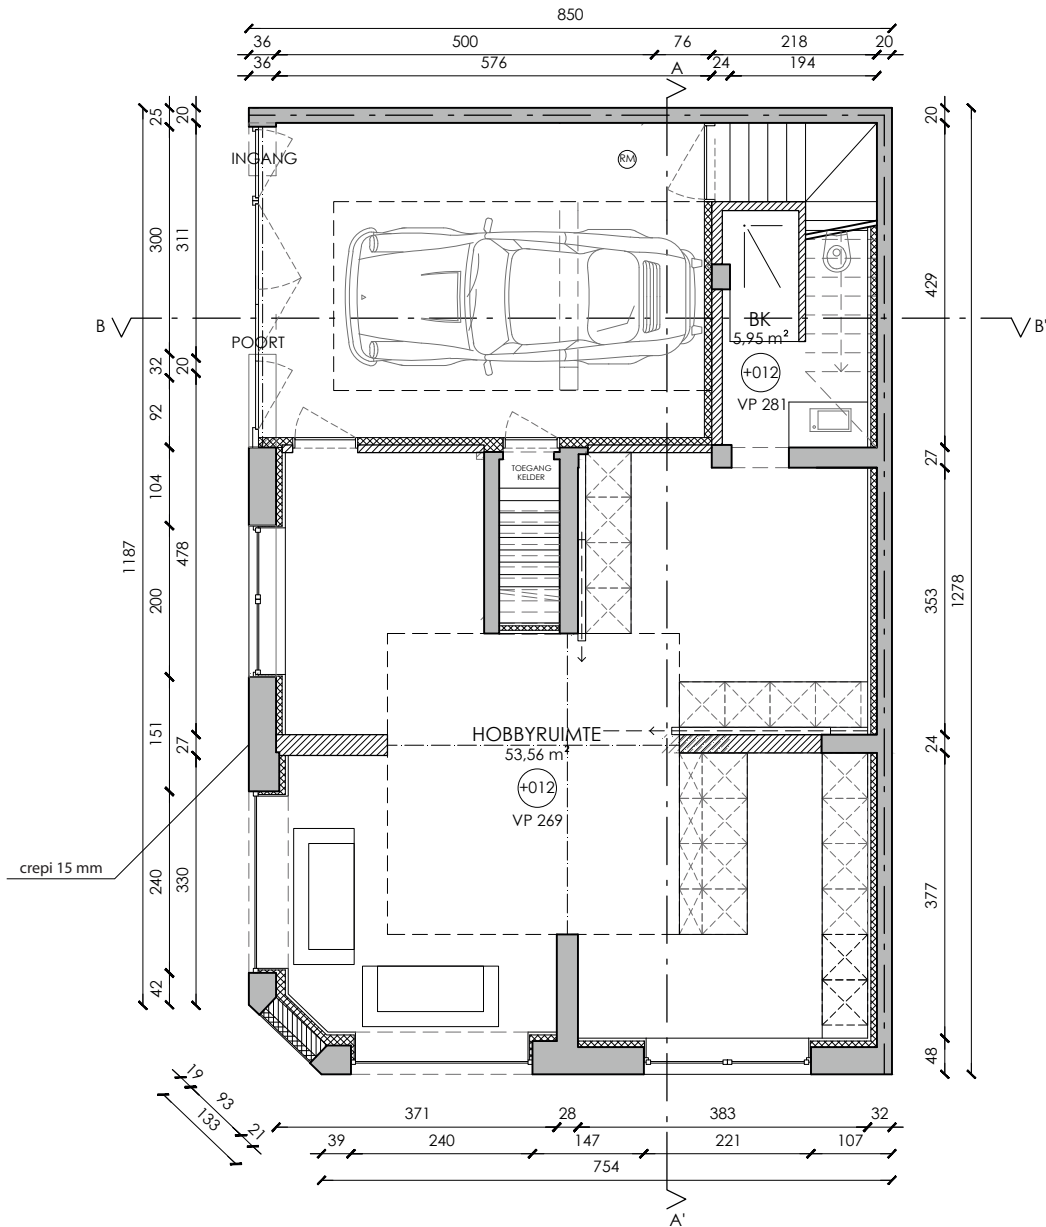 850
36 500 76 218 20
36 576 24 194
A
25 20 20
INGANG RM
300 311 429
B BK B'
5,95 m²
POORT
32 20 +012
VP 281
92
27
TOEGANG
KELDER
104
1187 200 478 353 1278
HOBBYRUIMTE
53,56 m²
151 27 24
+012
VP 269
crepi 15 mm
240 330 377
42
48
19
93
133 21
371 28 383 32
39 240 147 221 107
754
A'